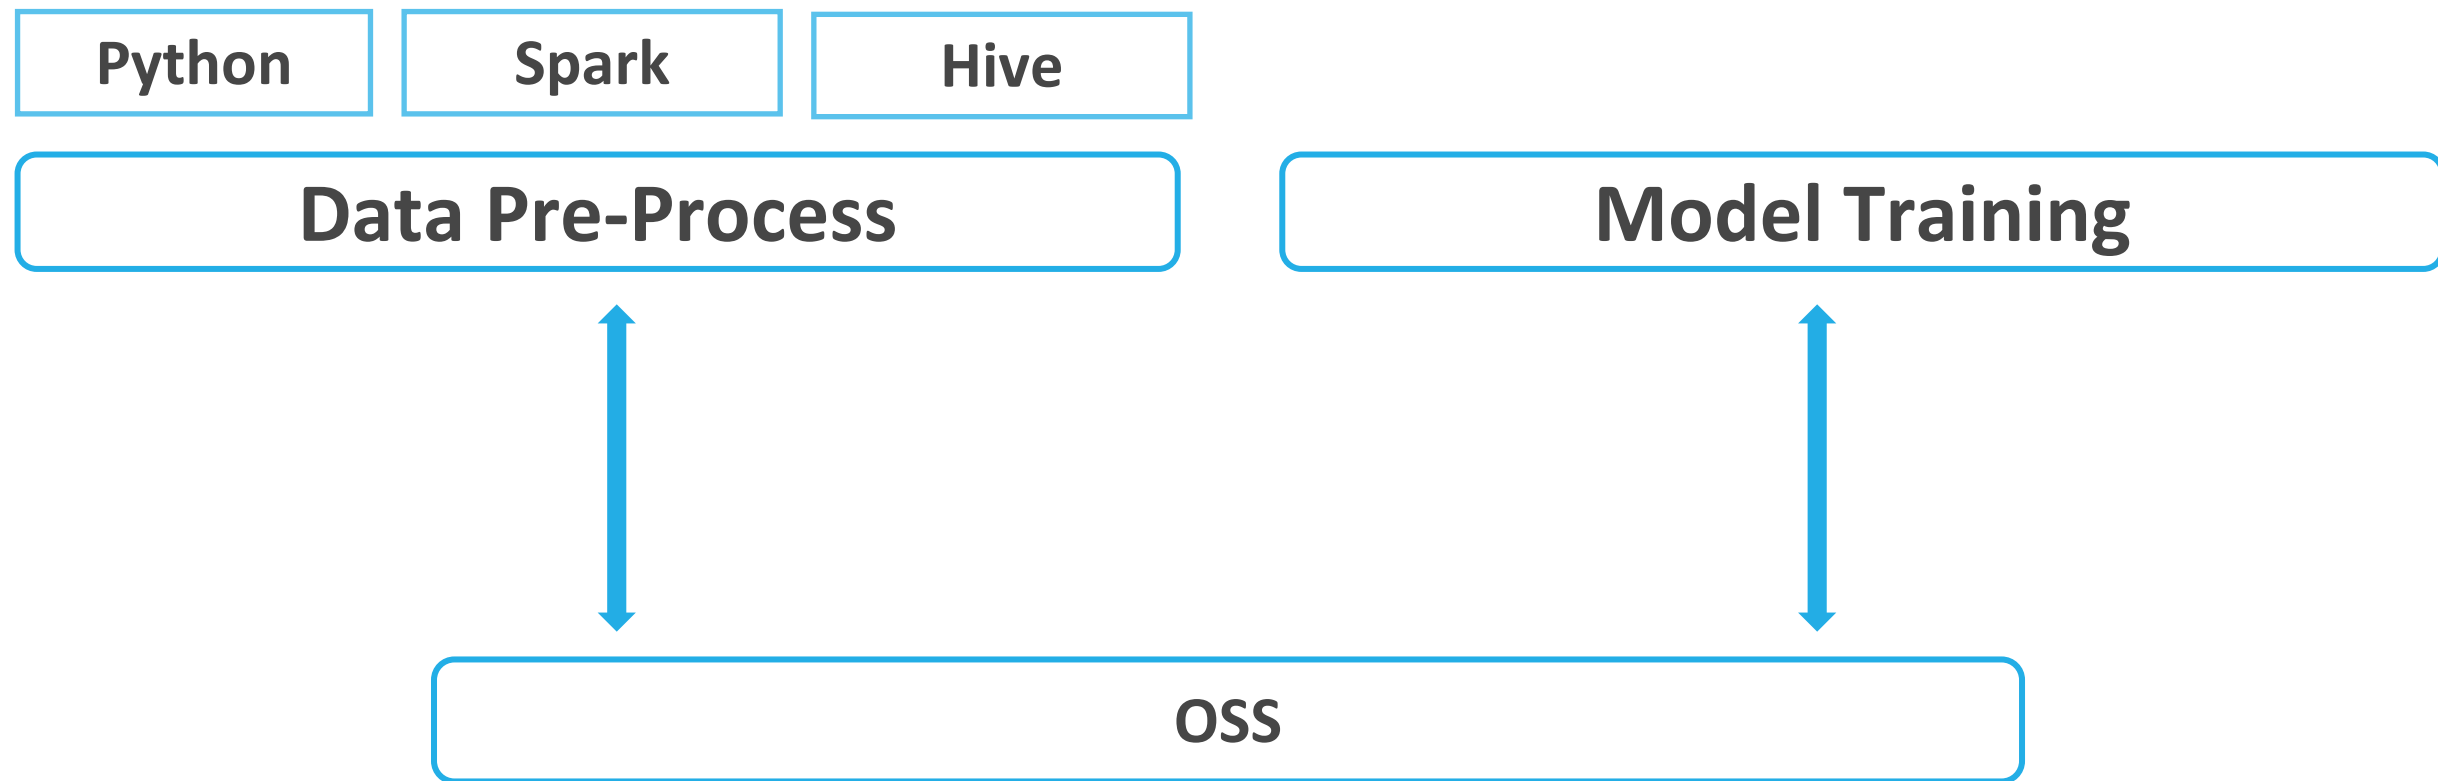 Python
Spark
Hive
Data Pre-Process
Model Training
OSS